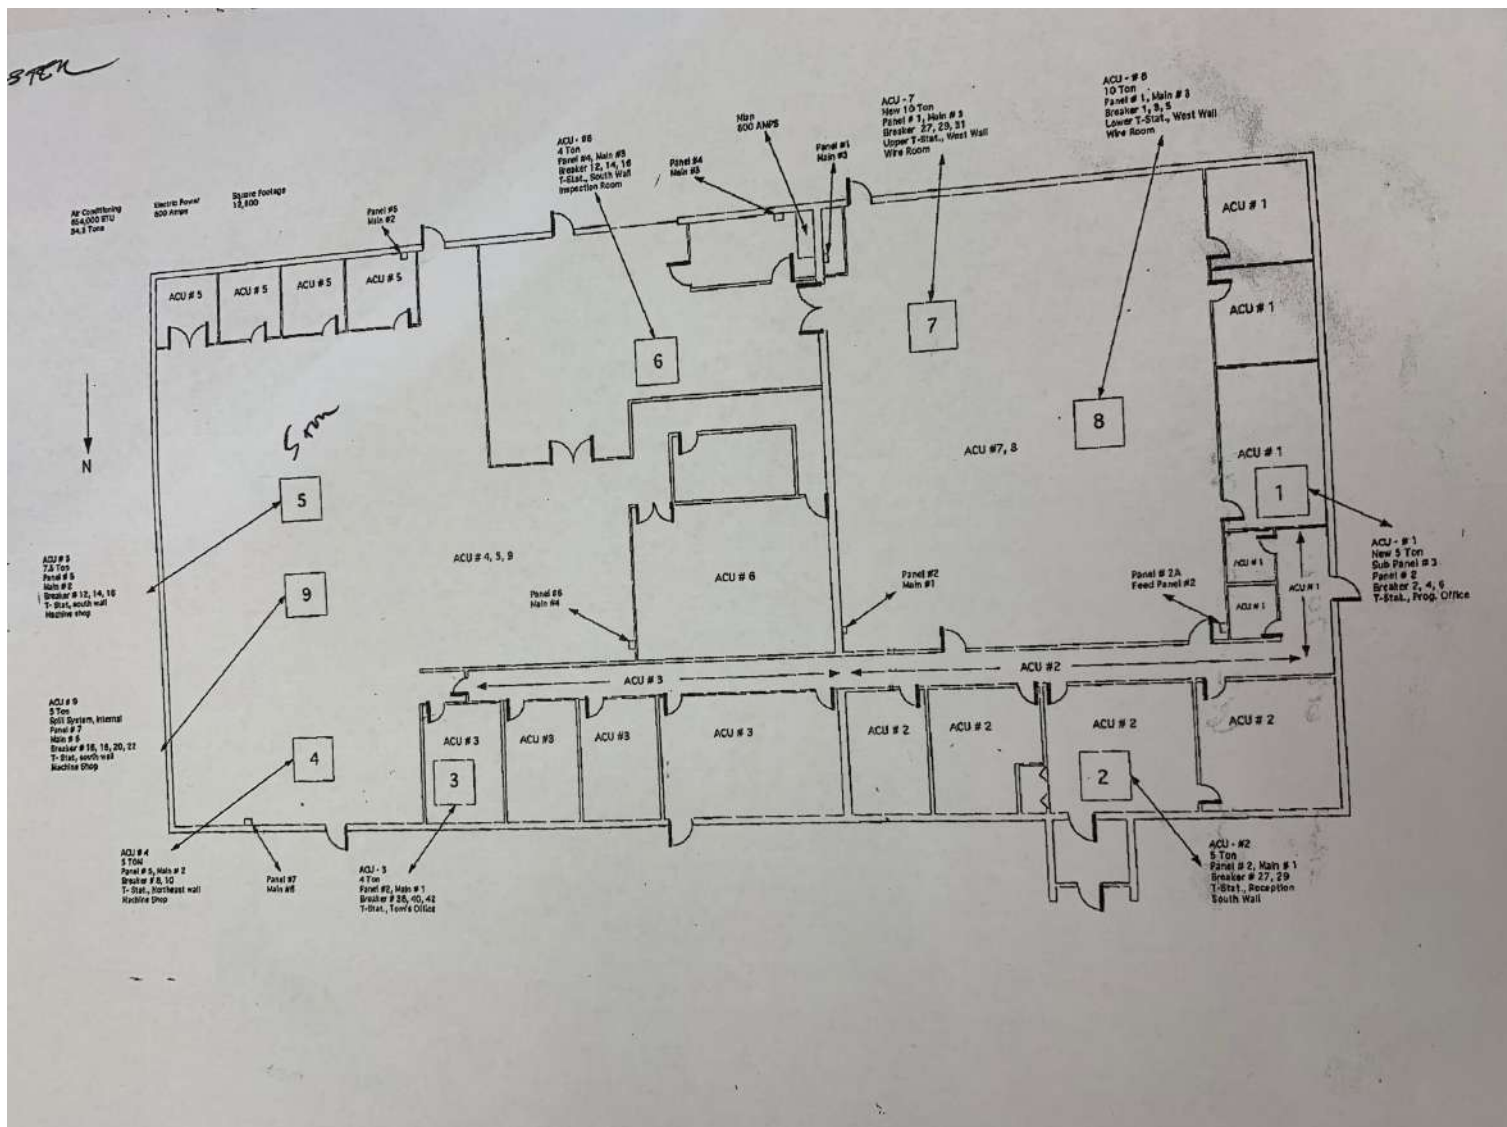 ACU - # 6
10 Ton
Panel # 1, Main # 3
Breaker 1, 3, 5
Lower T-Stat., West Wall
Wire Room
ACU - 7
New 10 Ton
Panel # 1, Main # 3
Breaker 27, 29, 31
Upper T-Stat., West Wall
Wire Room
600 AMPS
Panel #1
Main #3
ACU - #6
4 Ton
Panel #4, Main #3
Breaker 12, 14, 16
T-Stat., South Wall
Inspection Room
Panel #4
Main #3
Air Conditioning
654,000 BTU
54.5 Tons
Electric Power
600 Amps
Square Footage
12,800
Panel #5
Main #2
ACU # 5
ACU # 5
ACU # 5
ACU # 5
ACU # 1
ACU # 1
7
6
8
N
5
ACU #7, 8
ACU # 1
1
9
ACU # 4, 5, 9
ACU # 6
ACU # 5
7.5 Ton
Panel # 5
Main # 2
Breaker # 12, 14, 16
T- Stat, south wall
Machine shop
Panel #6
Main #4
Panel #2
Main #1
Panel # 2A
Feed Panel #2
ACU # 1
ACU # 1
ACU # 1
ACU - # 1
New 5 Ton
Sub Panel # 3
Panel # 2
Breaker 2, 4, 6
T-Stat., Prog. Office
ACU # 3
ACU #2
ACU # 9
5 Ton
Split System, Internal
Panel # 7
Breaker # 16, 18, 20, 22
T- Stat, south wall
Machine Shop
ACU # 3
ACU #3
ACU #3
ACU # 3
ACU # 2
ACU # 2
ACU # 2
ACU # 2
4
3
2
ACU # 4
5 TON
Panel # 5, Main # 2
Breaker # 8, 10
T- Stat., Northeast wall
Machine Shop
Panel #7
Main #6
ACU - 3
4 Ton
Panel #2, Main # 1
Breaker # 38, 40, 42
T-Stat., Tom's Office
ACU - #2
5 Ton
Panel # 2, Main # 1
Breaker # 27, 29
T-Stat., Reception
South Wall